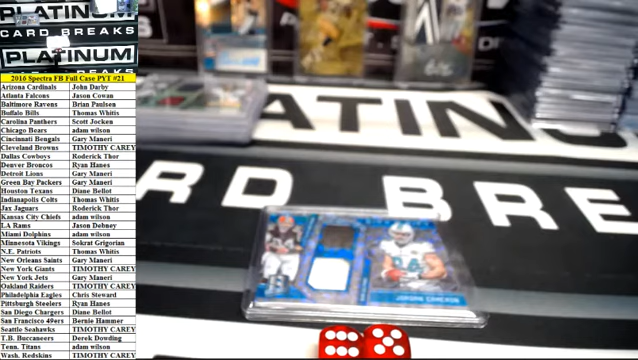 PLATINUM
CARD BREAKS
PLATINUM
CARD BREAKS
2016 Spectra FB Full Case PYT #21
Arizona Cardinals John Darby
Atlanta Falcons Jason Cowan
Baltimore Ravens Brian Paulsen
Buffalo Bills Thomas Whitis
Carolina Panthers Scott Jocken
Chicago Bears adam wilson
Cincinnati Bengals Gary Maneri
Cleveland Browns TIMOTHY CAREY
Dallas Cowboys Roderick Thor
Denver Broncos Ryan Hanes
Detroit Lions Gary Maneri
Green Bay Packers Gary Maneri
Houston Texans Diane Bellot
Indianapolis Colts Thomas Whitis
Jax Jaguars Roderick Thor
Kansas City Chiefs adam wilson
LA Rams Jason Debney
Miami Dolphins adam wilson
Minnesota Vikings Sokrat Grigorian
N.E. Patriots Thomas Whitis
New Orleans Saints Gary Maneri
New York Giants TIMOTHY CAREY
New York Jets Gary Maneri
Oakland Raiders TIMOTHY CAREY
Philadelphia Eagles Chris Steward
Pittsburgh Steelers Ryan Hanes
San Diego Chargers Diane Bellot
San Francisco 49ers Bernie Hammer
Seattle Seahawks TIMOTHY CAREY
T.B. Buccaneers Derek Dowding
Tenn. Titans adam wilson
Wash. Redskins TIMOTHY CAREY
LATINU
RD BRE
JORDAN CAMERON